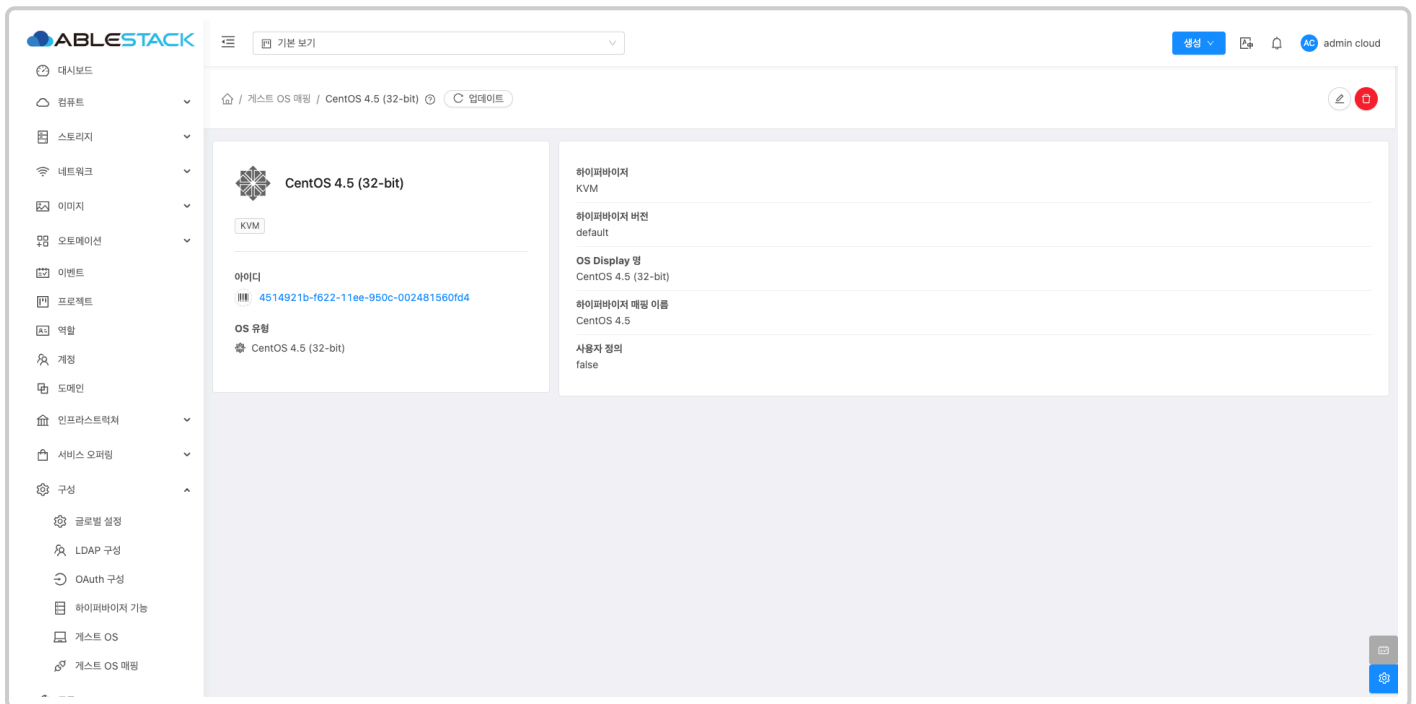 ABLESTACK
기본 보기
생성
AC
admin cloud
대시보드
컴퓨트
스토리지
네트워크
이미지
오토메이션
이벤트
프로젝트
역할
계정
도메인
인프라스트럭쳐
서비스 오퍼링
구성
글로벌 설정
LDAP 구성
OAuth 구성
하이퍼바이저 기능
게스트 OS
게스트 OS 매핑
/ 게스트 OS 매핑 / CentOS 4.5 (32-bit)
업데이트
CentOS 4.5 (32-bit)
KVM
아이디
4514921b-f622-11ee-950c-002481560fd4
OS 유형
CentOS 4.5 (32-bit)
하이퍼바이저
KVM
하이퍼바이저 버전
default
OS Display 명
CentOS 4.5 (32-bit)
하이퍼바이저 매핑 이름
CentOS 4.5
사용자 정의
false